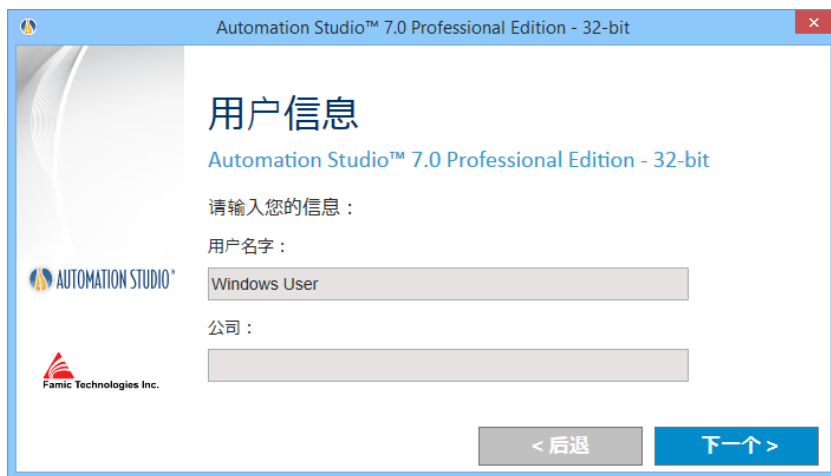 Automation Studio™ 7.0 Professional Edition - 32-bit
用户信息
Automation Studio™ 7.0 Professional Edition - 32-bit
请输入您的信息：
用户名字：
AUTOMATION STUDIO™
Windows User
公司：
Famic Technologies Inc.
< 后退
下一个 >